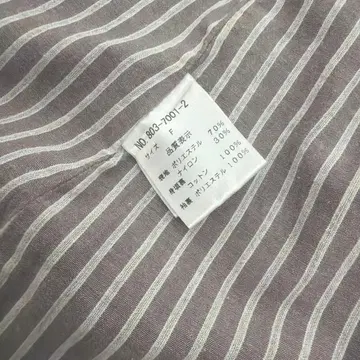 NO.803-7001-2
サイズ F
品質表示
規格 ポリエステル 70%
ナイロン 30%
身頃裏 コットン 100%
袖裏 ポリエステル 100%